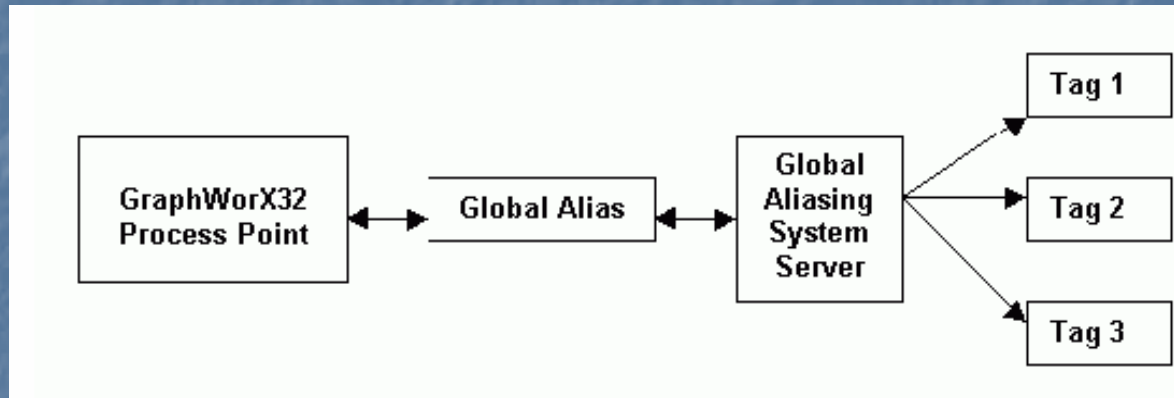 GraphWorX32
Process Point
Global Alias
Global
Aliasing
System
Server
Tag 1
Tag 2
Tag 3